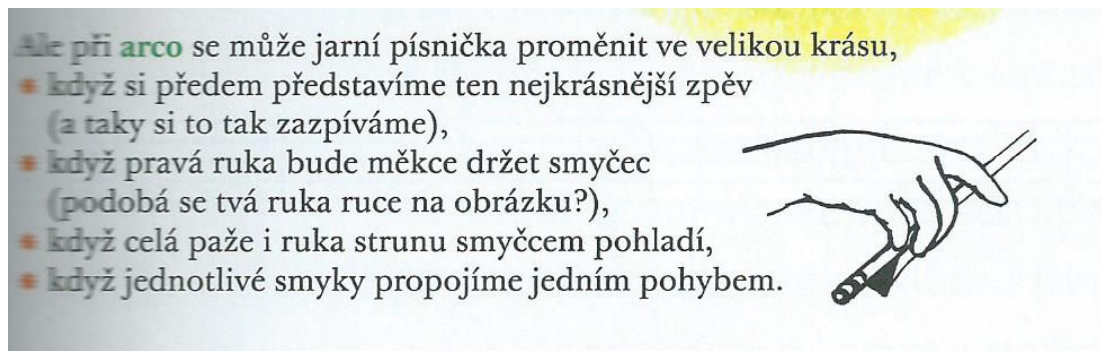 Ale při arco se může jarní písnička proměnit ve velikou krásu,
když si předem představíme ten nejkrásnější zpěv
(a taky si to tak zazpíváme),
když pravá ruka bude měkce držet smyčec
(podobá se tvá ruka ruce na obrázku?),
když celá paže i ruka strunu smyčcem pohladí,
když jednotlivé smyky propojíme jedním pohybem.